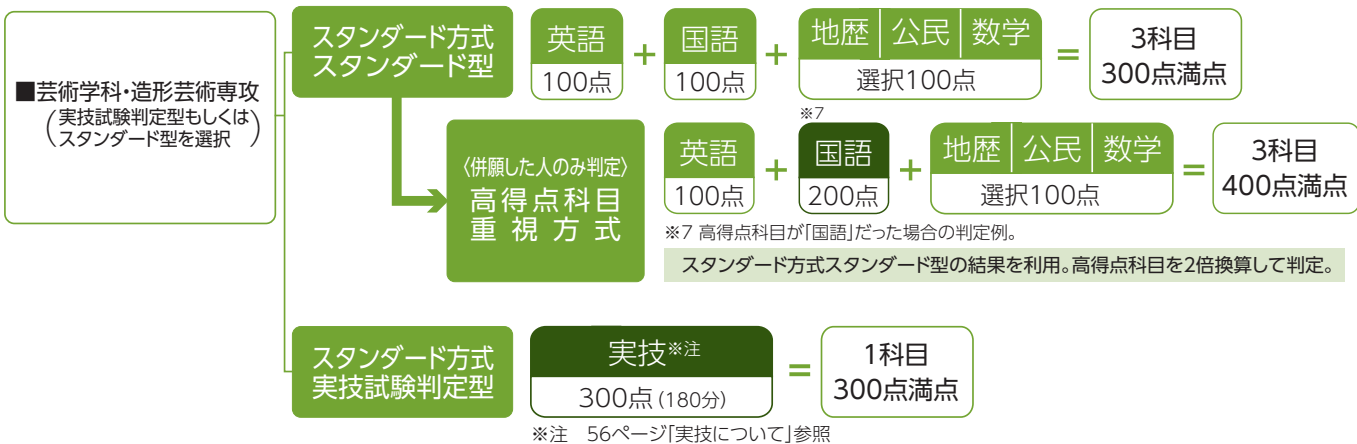 ■芸術学科・造形芸術専攻
(実技試験判定型もしくは
スタンダード型を選択)
スタンダード方式
スタンダード型
英語
100点
+
国語
100点
+
地歴 公民 数学
選択100点
=
3科目
300点満点
〈併願した人のみ判定〉
高得点科目
重視方式
英語
100点
+
※7
国語
200点
+
地歴 公民 数学
選択100点
=
3科目
400点満点
※7 高得点科目が「国語」だった場合の判定例。
スタンダード方式スタンダード型の結果を利用。高得点科目を2倍換算して判定。
スタンダード方式
実技試験判定型
実技※注
300点(180分)
=
1科目
300点満点
※注 56ページ「実技について」参照